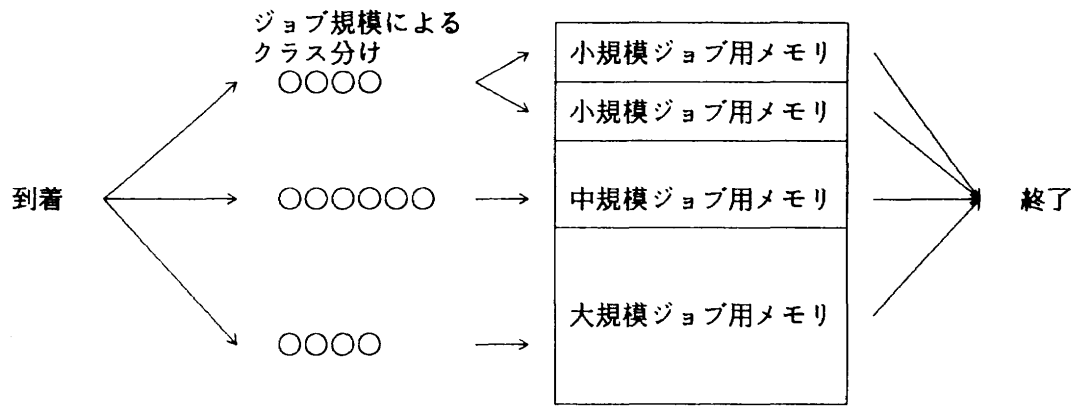 ジョブ規模による
クラス分け
○○○○
小規模ジョブ用メモリ
小規模ジョブ用メモリ
到着
○○○○○○
中規模ジョブ用メモリ
終了
○○○○
大規模ジョブ用メモリ